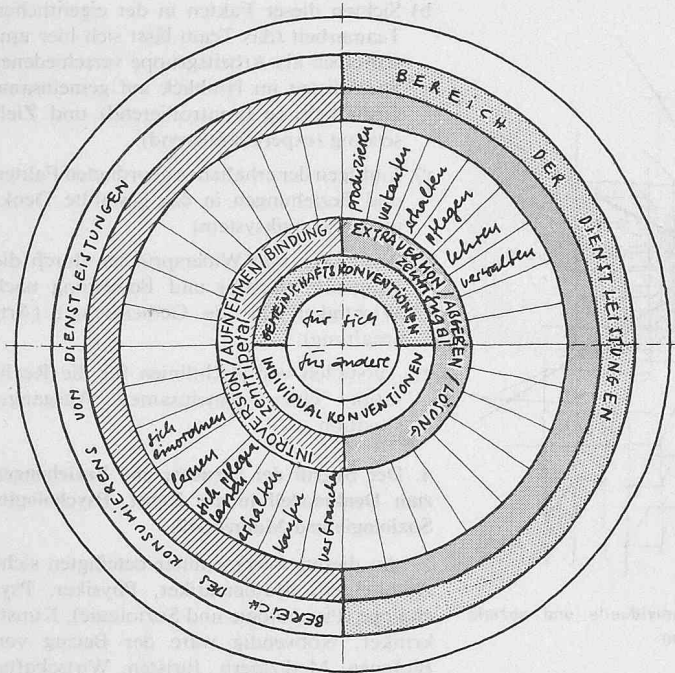 BEREICH DER DIENSTLEISTUNGEN
produzieren
verkaufen
erhalten
pflegen
lehren
verwalten
EXTRAVERSION/ABGEBEN/LÖSUNG
zentrifugal
GEMEINSCHAFTSKONVENTIONEN
für sich
für andere
INDIVIDUALKONVENTIONEN
INTROVERSION/AUFNEHMEN/BINDUNG
zentripetal
sich einordnen
lernen
sich pflegen lassen
erhalten
kaufen
verbrauchen
BEREICH DES KONSUMIERENS VOM DIENSTLEISTUNGEN